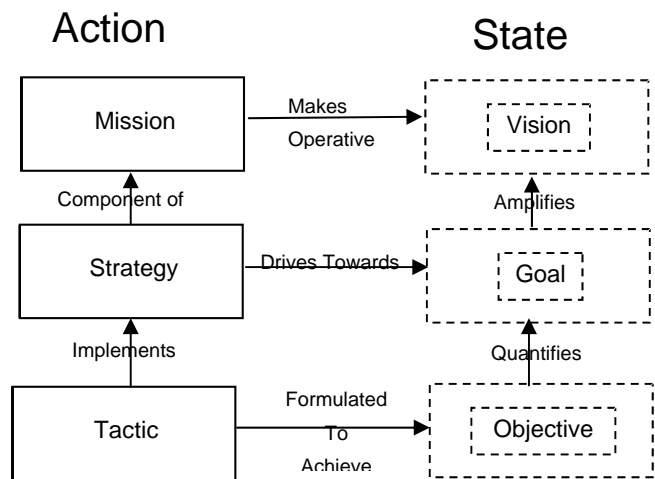 Action
State
Mission
Makes
Operative
Vision
Component of
Amplifies
Strategy
Drives Towards
Goal
Implements
Quantifies
Tactic
Formulated
To
Achieve
Objective